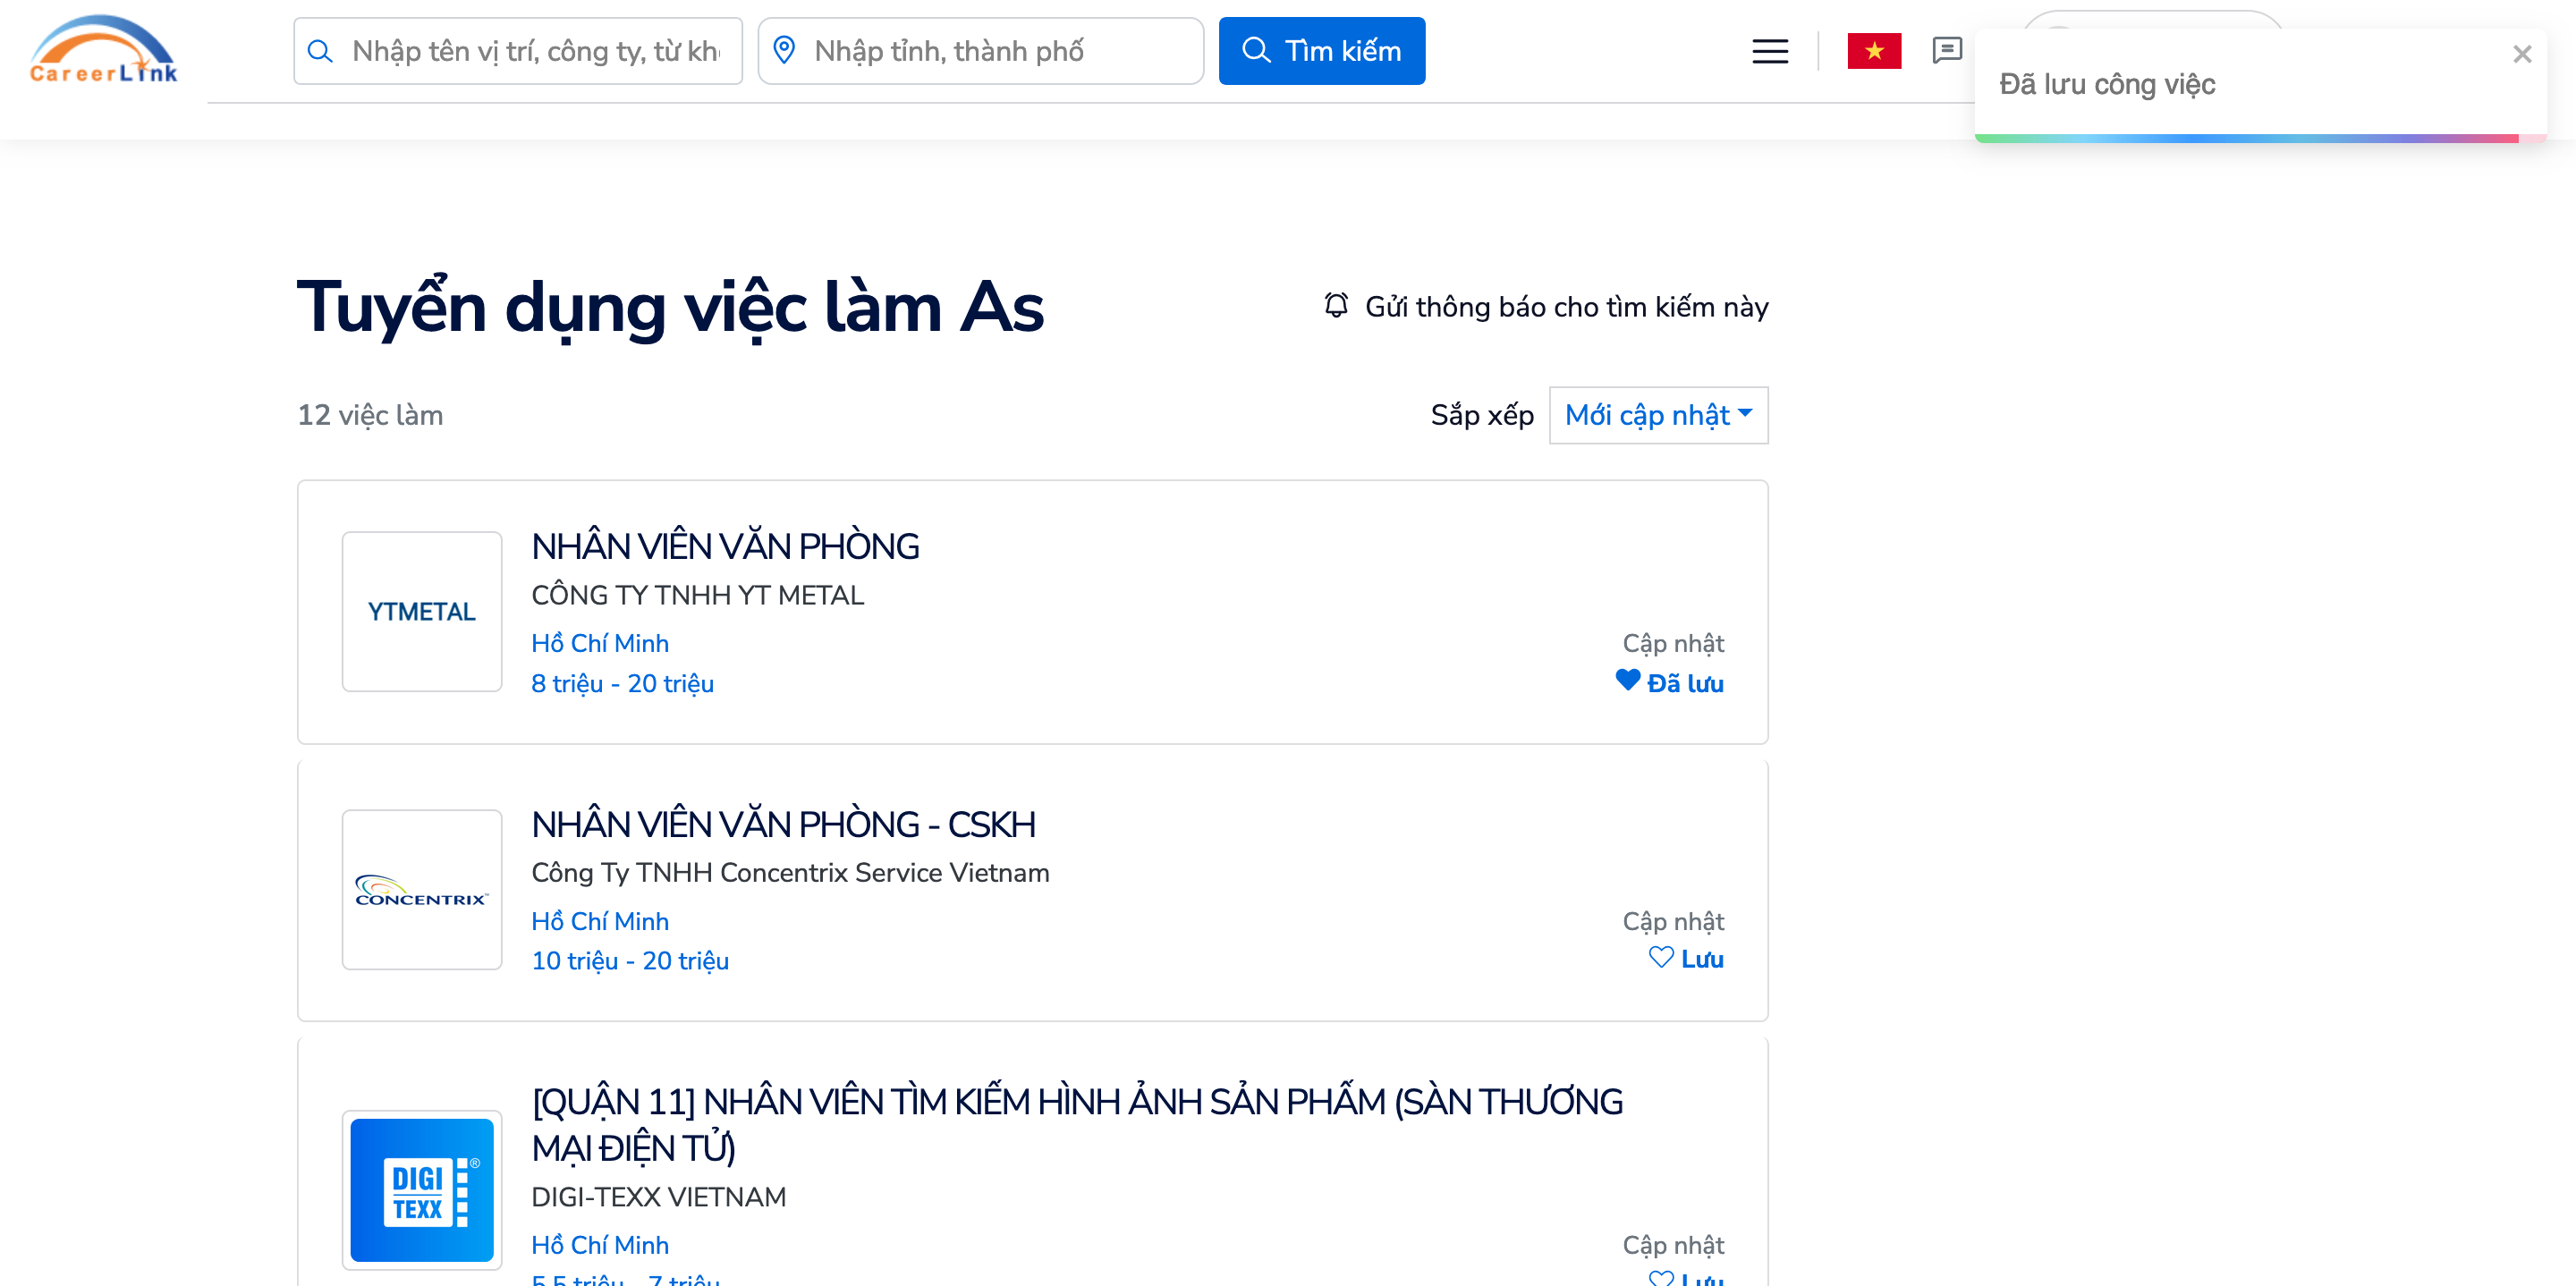 CareerLink
Nhập tên vị trí, công ty, từ kh
Nhập tỉnh, thành phố
Tìm kiếm
Đã lưu công việc
Tuyển dụng việc làm As
Gửi thông báo cho tìm kiếm này
12 việc làm
Sắp xếp
Mới cập nhật
YTMETAL
NHÂN VIÊN VĂN PHÒNG
CÔNG TY TNHH YT METAL
Hồ Chí Minh
Cập nhật
8 triệu - 20 triệu
Đã lưu
CONCENTRIX
NHÂN VIÊN VĂN PHÒNG - CSKH
Công Ty TNHH Concentrix Service Vietnam
Hồ Chí Minh
Cập nhật
10 triệu - 20 triệu
Lưu
DIGI
TEXX
®
[QUẬN 11] NHÂN VIÊN TÌM KIẾM HÌNH ẢNH SẢN PHẨM (SÀN THƯƠNG
MẠI ĐIỆN TỬ)
DIGI-TEXX VIETNAM
Hồ Chí Minh
Cập nhật
5,5 triệu - 7 triệu
Lưu